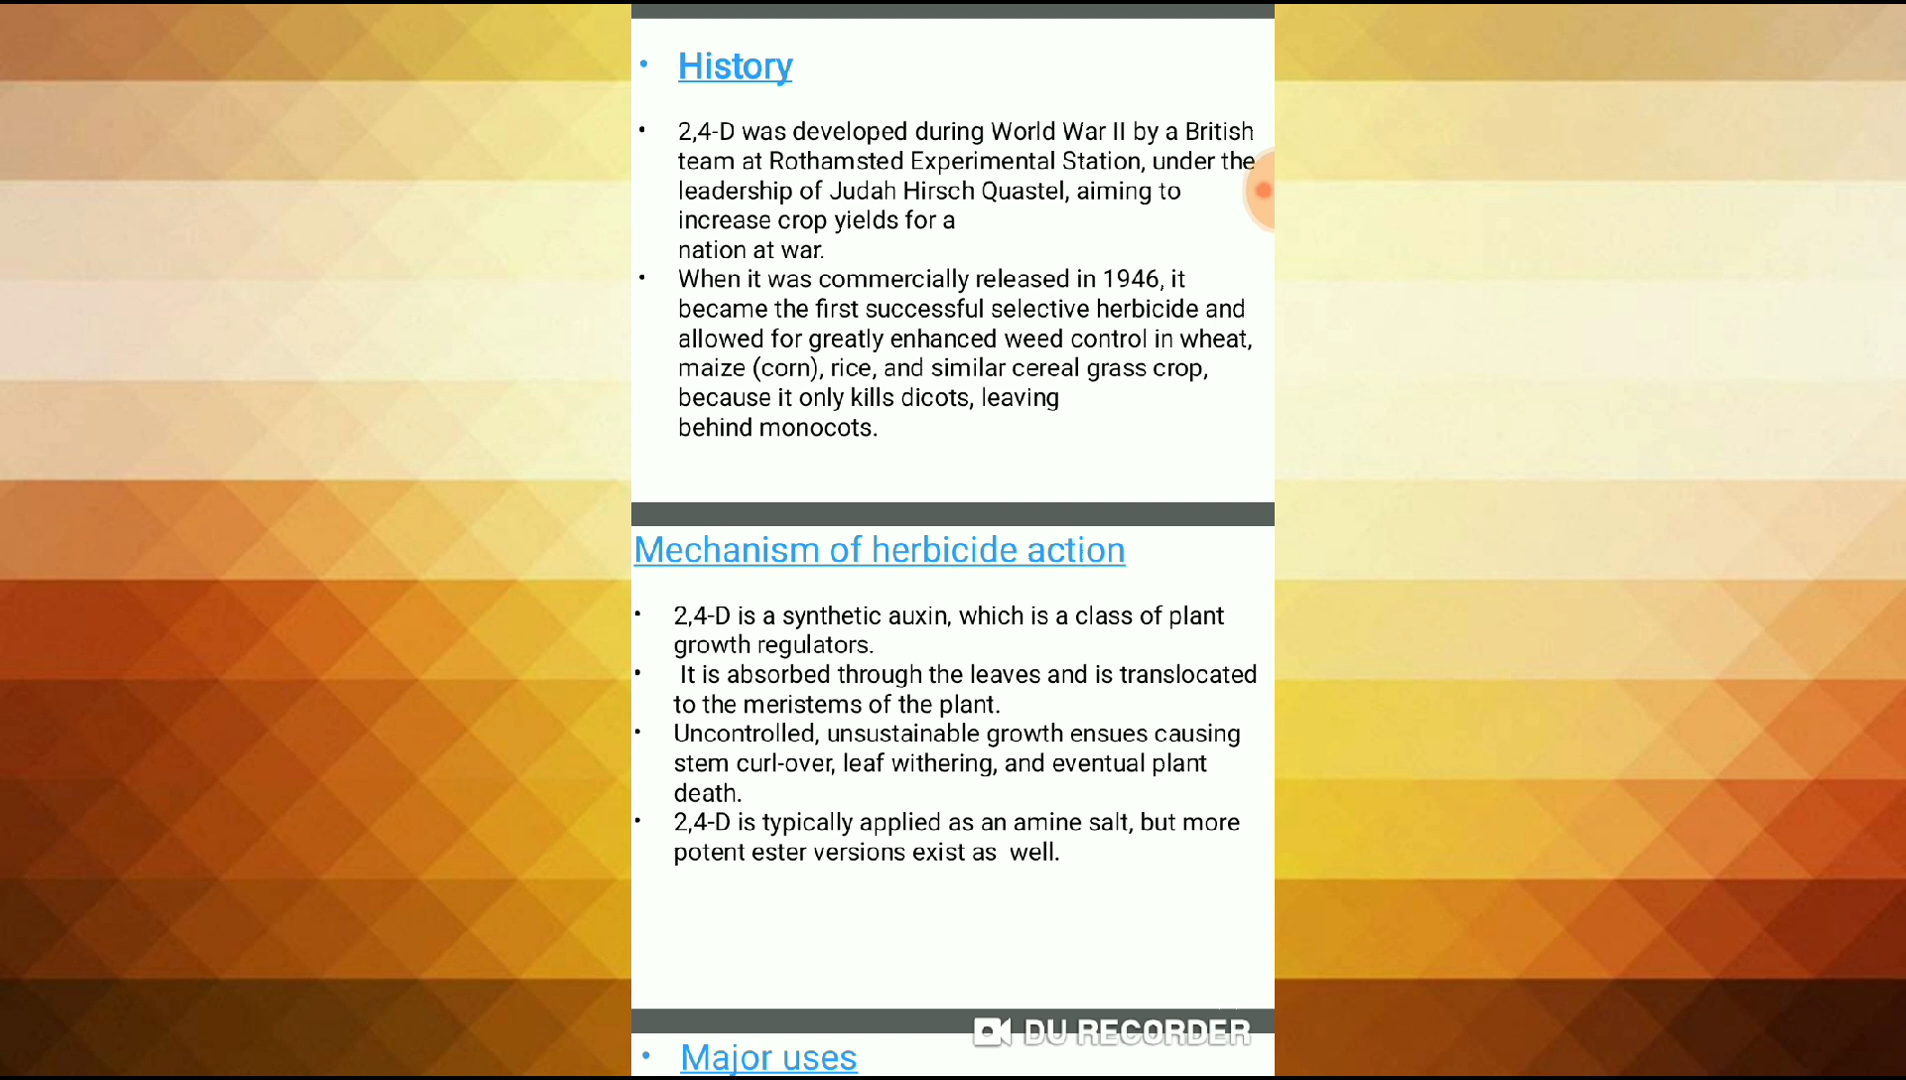 • History
• 2,4-D was developed during World War II by a British
team at Rothamsted Experimental Station, under the
leadership of Judah Hirsch Quastel, aiming to
increase crop yields for a
nation at war.
• When it was commercially released in 1946, it
became the first successful selective herbicide and
allowed for greatly enhanced weed control in wheat,
maize (corn), rice, and similar cereal grass crop,
because it only kills dicots, leaving
behind monocots.
Mechanism of herbicide action
• 2,4-D is a synthetic auxin, which is a class of plant
growth regulators.
• It is absorbed through the leaves and is translocated
to the meristems of the plant.
• Uncontrolled, unsustainable growth ensues causing
stem curl-over, leaf withering, and eventual plant
death.
• 2,4-D is typically applied as an amine salt, but more
potent ester versions exist as well.
DU RECORDER
• Major uses